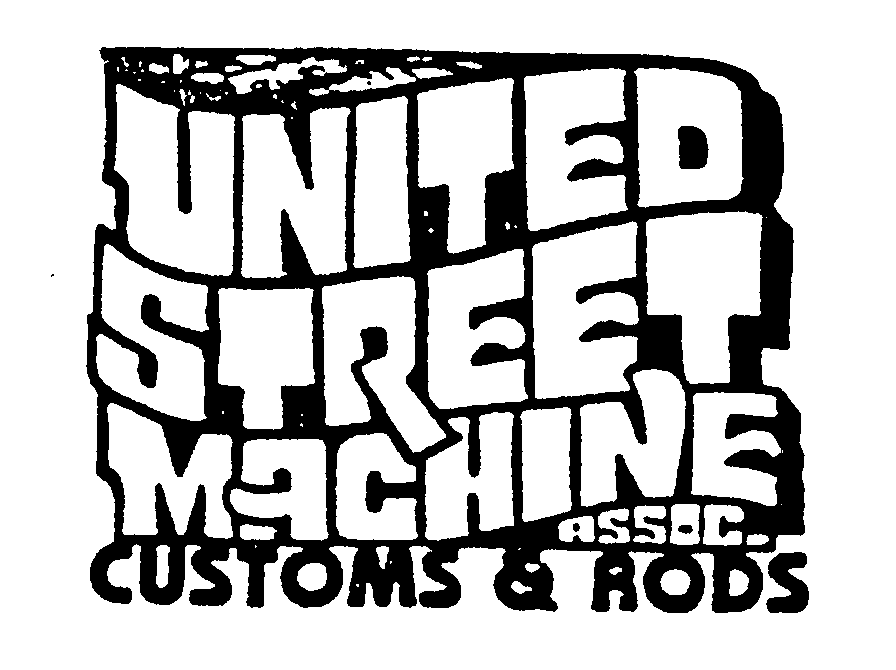 UNITED
STREET
MACHINE
ASSOC.
CUSTOMS & RODS